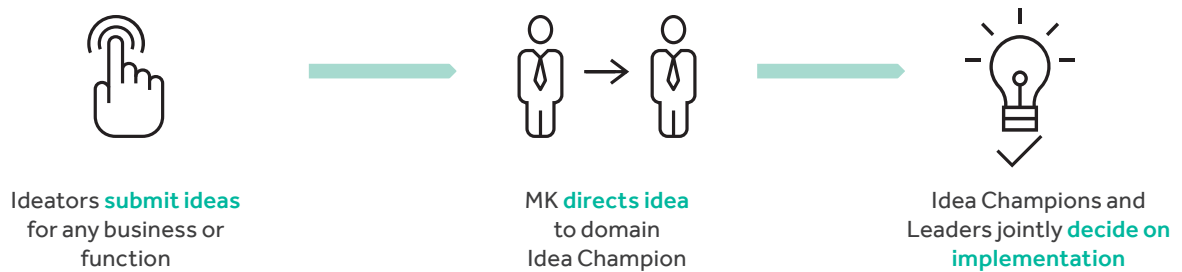 Ideators submit ideas
for any business or
function
MK directs idea
to domain
Idea Champion
Idea Champions and
Leaders jointly decide on
implementation